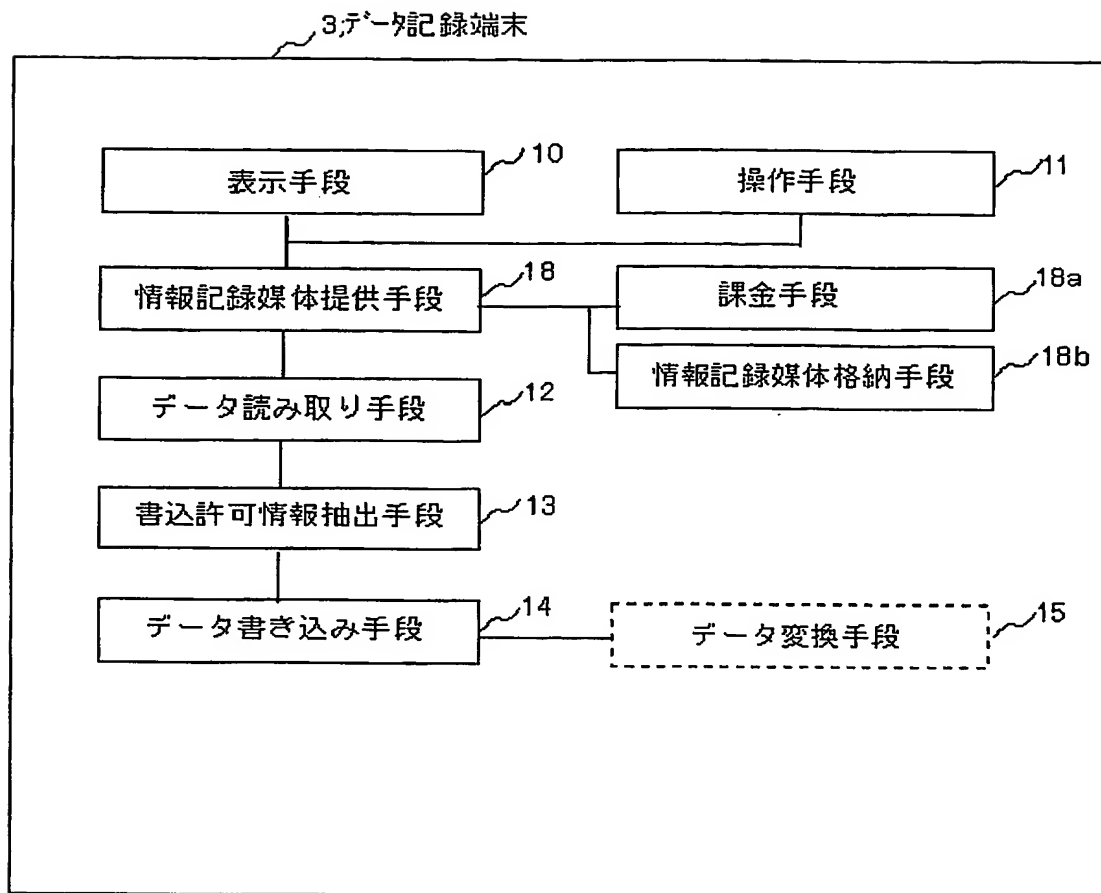 3;データ記録端末
表示手段
10
操作手段
11
情報記録媒体提供手段
18
課金手段
18a
情報記録媒体格納手段
18b
データ読み取り手段
12
書込許可情報抽出手段
13
データ書き込み手段
14
データ変換手段
15